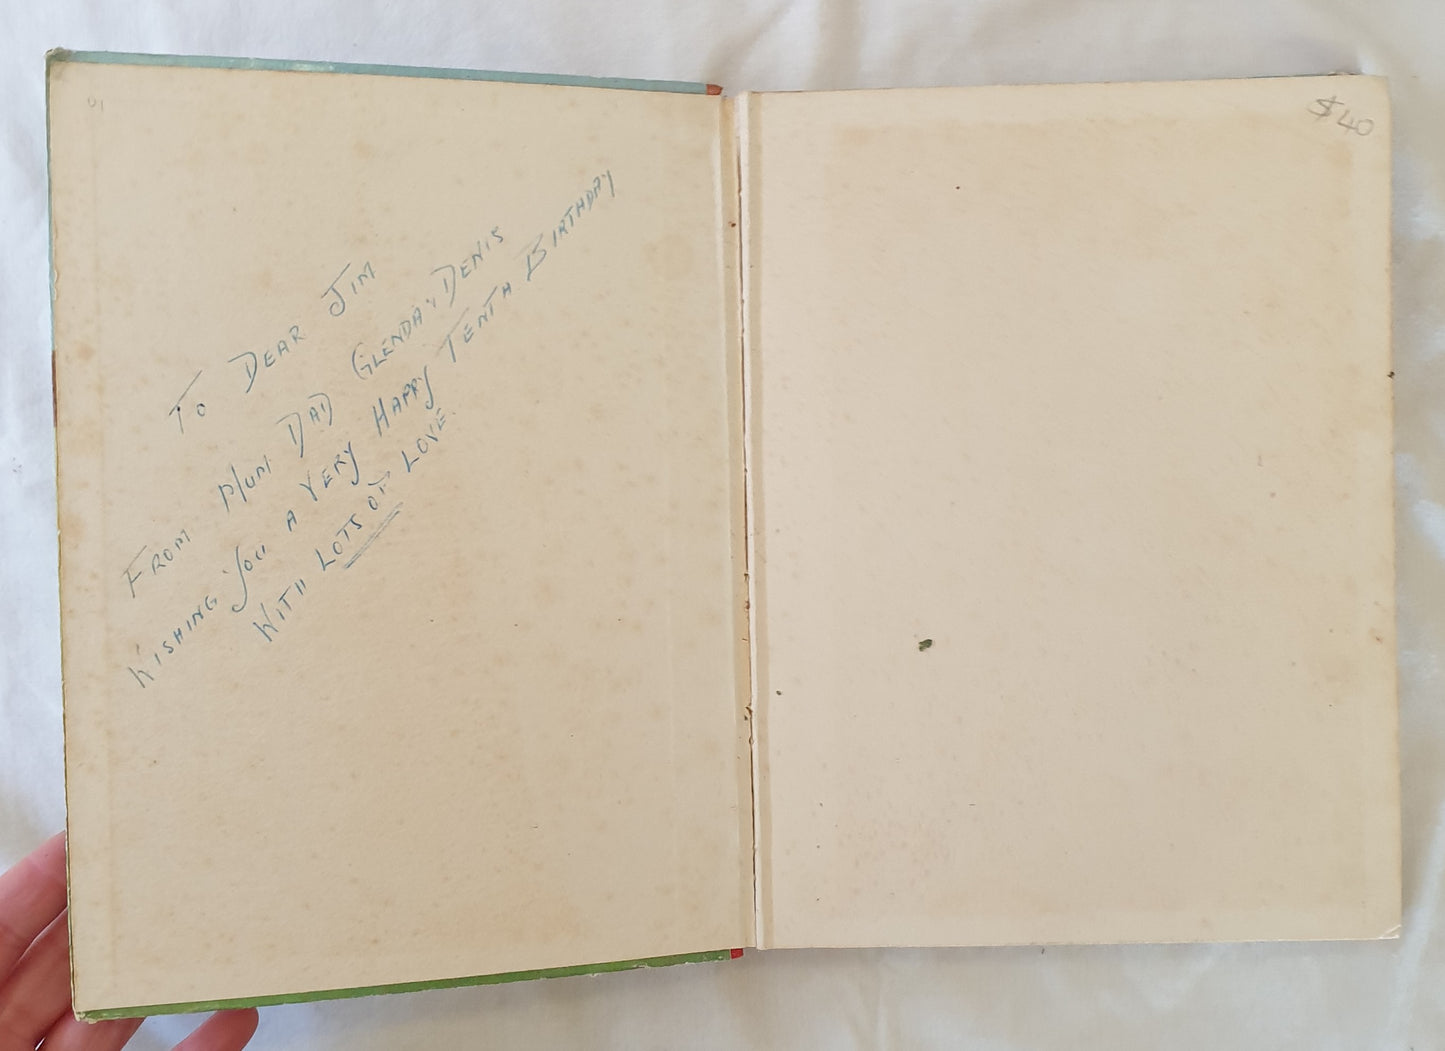 To DEAR JIM
FROM MUM DAD GLENDA & DENIS
WISHING YOU A VERY HAPPY TENTH BIRTHDAY
WITH LOTS OF LOVE.
$40